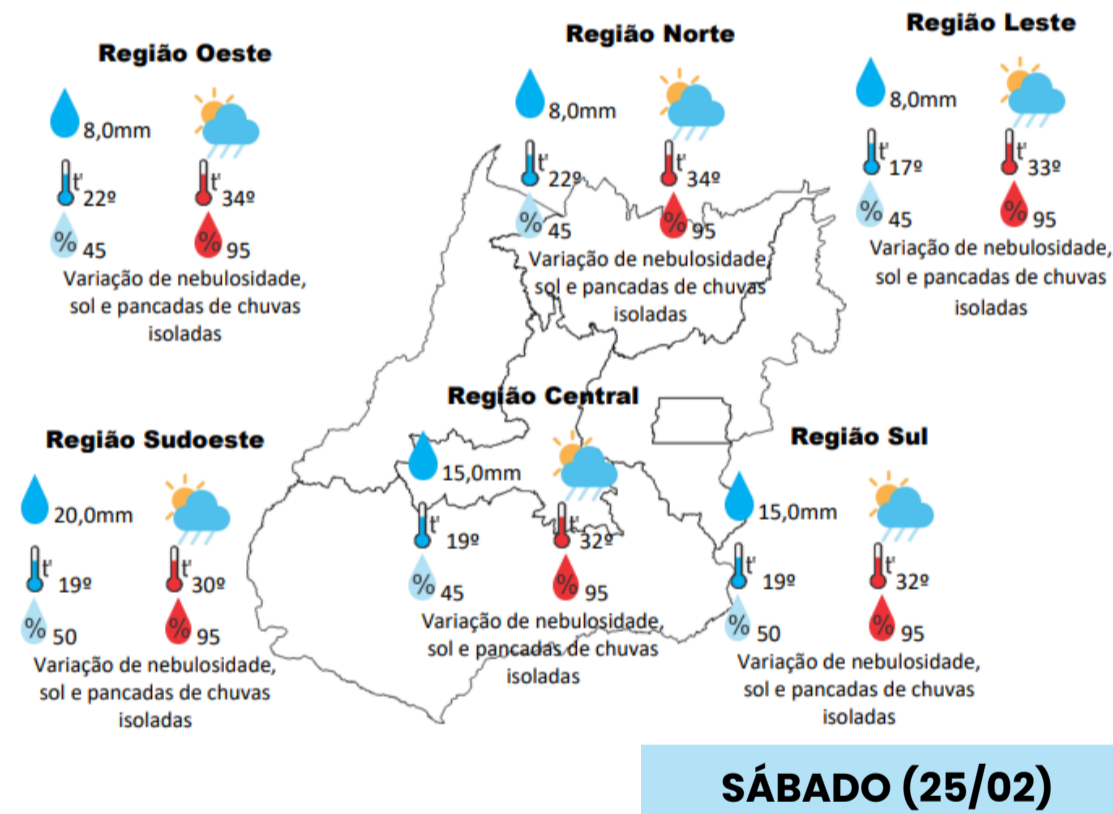 Região Oeste
8,0mm
t'
22º
t'
34º
% 45
% 95
Variação de nebulosidade,
sol e pancadas de chuvas
isoladas
Região Norte
8,0mm
t'
22º
t'
34º
% 45
% 95
Variação de nebulosidade,
sol e pancadas de chuvas
isoladas
Região Leste
8,0mm
t'
17º
t'
33º
% 45
% 95
Variação de nebulosidade,
sol e pancadas de chuvas
isoladas
Região Sudoeste
20,0mm
t'
19º
t'
30º
% 50
% 95
Variação de nebulosidade,
sol e pancadas de chuvas
isoladas
Região Central
15,0mm
t'
19º
t'
32º
% 45
% 95
Variação de nebulosidade,
sol e pancadas de chuvas
isoladas
Região Sul
15,0mm
t'
19º
t'
32º
% 50
% 95
Variação de nebulosidade,
sol e pancadas de chuvas
isoladas
SÁBADO (25/02)